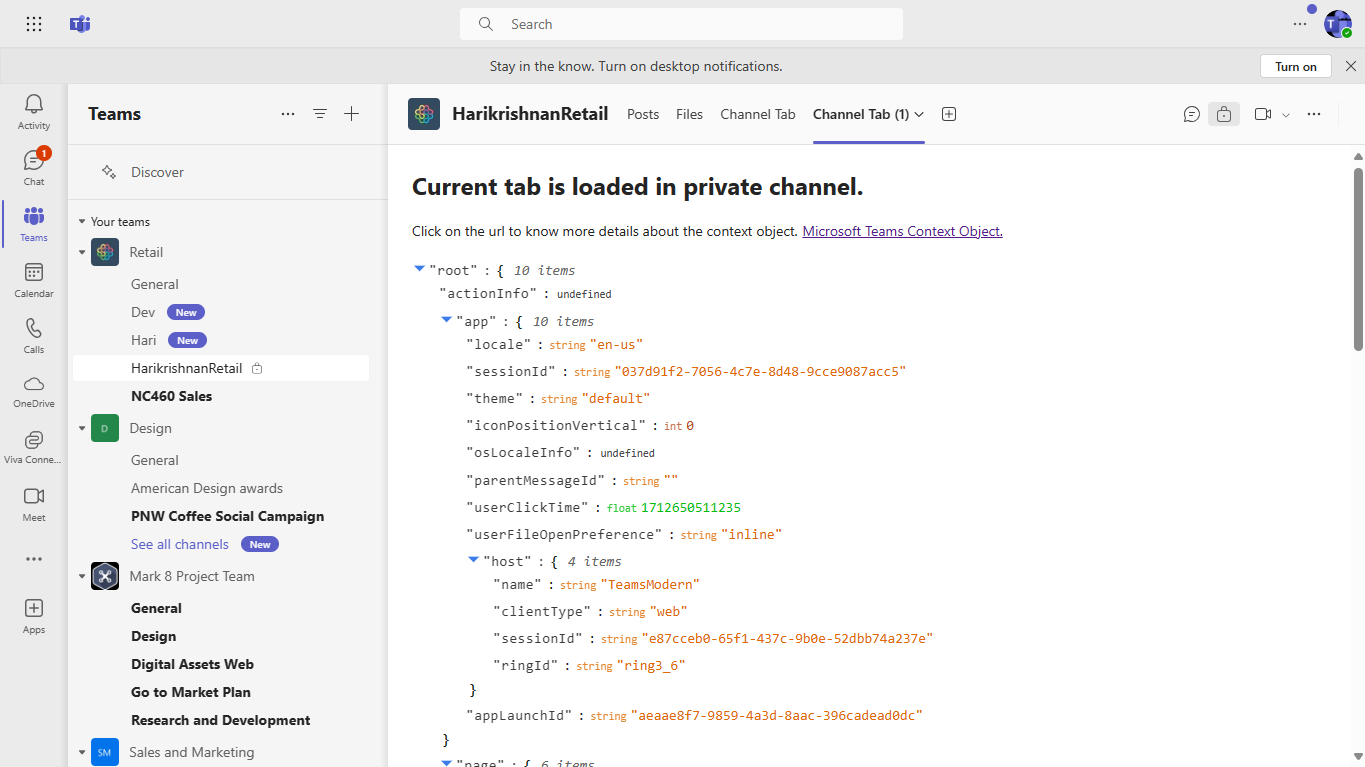 Search
Stay in the know. Turn on desktop notifications.
Turn on
Activity
Chat
1
Teams
Calendar
Calls
OneDrive
Viva Conne...
Meet
Apps
Teams
Discover
Your teams
Retail
General
Dev New
Hari New
HarikrishnanRetail
NC460 Sales
D Design
General
American Design awards
PNW Coffee Social Campaign
See all channels New
Mark 8 Project Team
General
Design
Digital Assets Web
Go to Market Plan
Research and Development
SM Sales and Marketing
HarikrishnanRetail Posts Files Channel Tab Channel Tab (1)
Current tab is loaded in private channel.
Click on the url to know more details about the context object. Microsoft Teams Context Object.
"root" : { 10 items
"actionInfo" : undefined
"app" : { 10 items
"locale" : string "en-us"
"sessionId" : string "037d91f2-7056-4c7e-8d48-9cce9087acc5"
"theme" : string "default"
"iconPositionVertical" : int 0
"osLocaleInfo" : undefined
"parentMessageId" : string ""
"userClickTime" : float 1712650511235
"userFileOpenPreference" : string "inline"
"host" : { 4 items
"name" : string "TeamsModern"
"clientType" : string "web"
"sessionId" : string "e87cceb0-65f1-437c-9b0e-52dbb74a237e"
"ringId" : string "ring3_6"
}
"appLaunchId" : string "aeaae8f7-9859-4a3d-8aac-396cadead0dc"
}
"page" : { 6 items